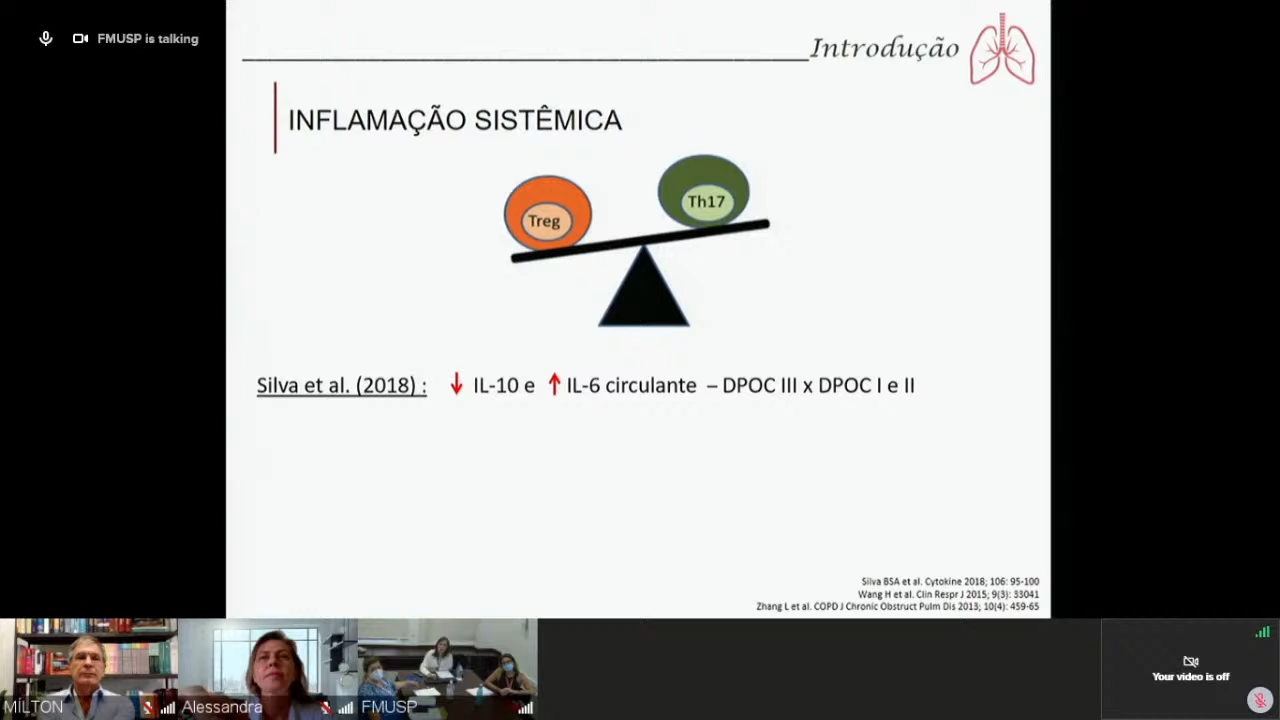 FMUSP is talking
Introdução
INFLAMAÇÃO SISTÊMICA
Treg
Th17
Silva et al. (2018) : ↓ IL-10 e ↑ IL-6 circulante – DPOC III x DPOC I e II
Silva BSA et al. Cytokine 2018; 106: 95-100
Wang H et al. Clin Respr J 2015; 9(3): 33041
Zhang L et al. COPD J Chronic Obstruct Pulm Dis 2013; 10(4): 459-65
Your video is off
MILTON
Alessandra
FMUSP